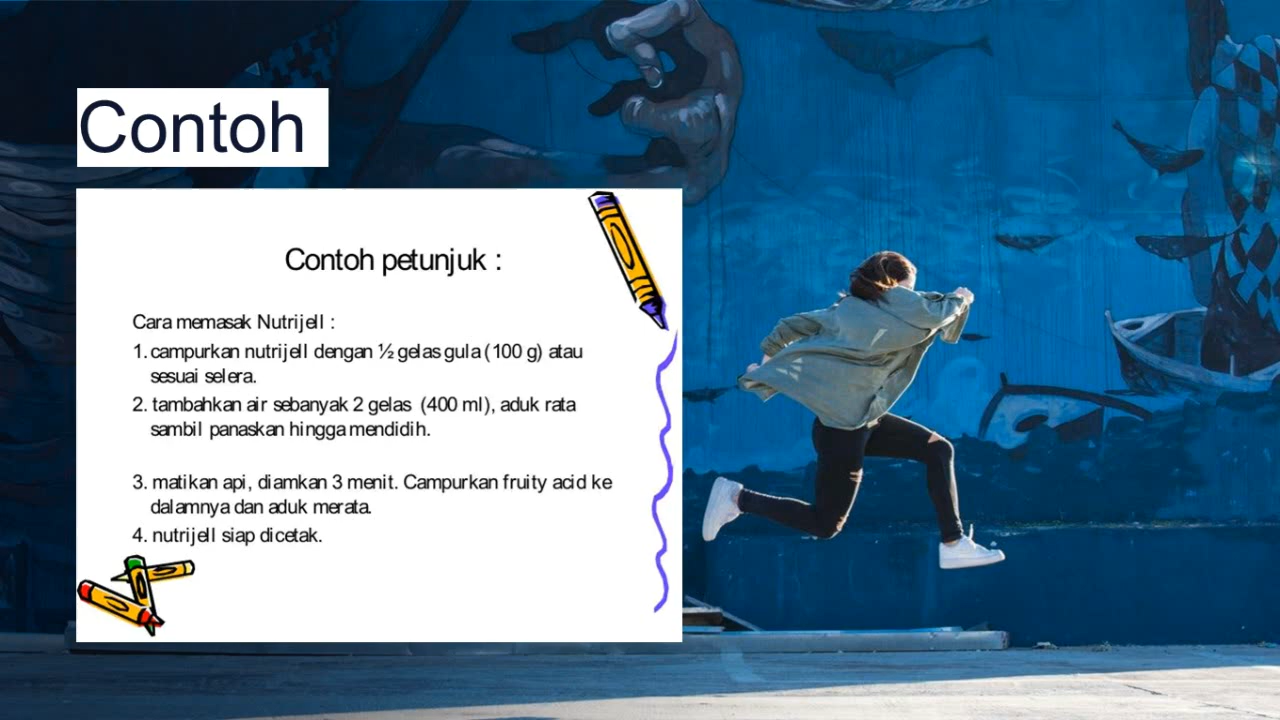 Contoh
Contoh petunjuk :
Cara memasak Nutrijell :
1. campurkan nutrijell dengan ½ gelas gula (100 g) atau
sesuai selera.
2. tambahkan air sebanyak 2 gelas (400 ml), aduk rata
sambil panaskan hingga mendidih.
3. matikan api, diamkan 3 menit. Campurkan fruity acid ke
dalamnya dan aduk merata.
4. nutrijell siap dicetak.